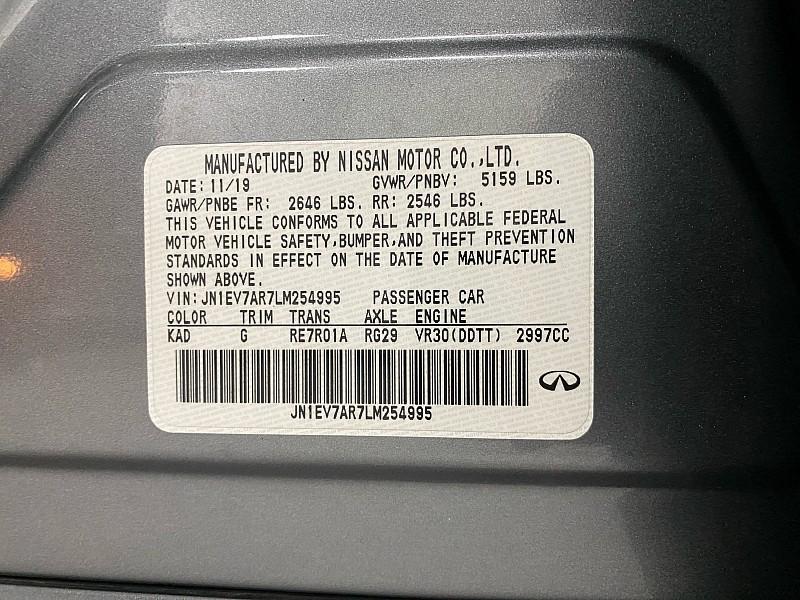 MANUFACTURED BY NISSAN MOTOR CO.,LTD.
DATE: 11/19 GVWR/PNBV: 5159 LBS.
GAWR/PNBE FR: 2646 LBS. RR: 2546 LBS.
THIS VEHICLE CONFORMS TO ALL APPLICABLE FEDERAL
MOTOR VEHICLE SAFETY,BUMPER,AND THEFT PREVENTION
STANDARDS IN EFFECT ON THE DATE OF MANUFACTURE
SHOWN ABOVE.
VIN:JN1EV7AR7LM254995 PASSENGER CAR
COLOR TRIM TRANS AXLE ENGINE
KAD G RE7R01A RG29 VR30(DDTT) 2997CC
JN1EV7AR7LM254995